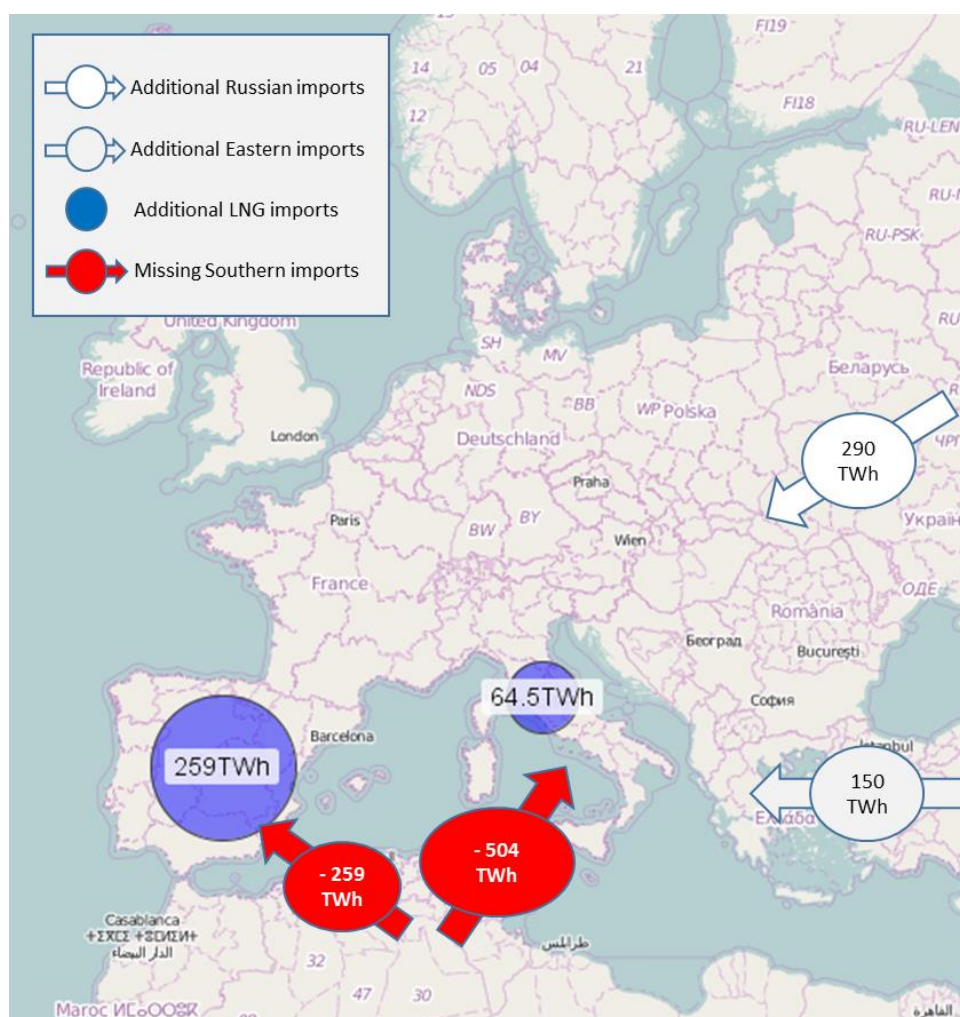 Additional Russian imports
Additional Eastern imports
Additional LNG imports
Missing Southern imports
FI19
14
05
04
21
12
FI18
RU-LEN
RU-PSK
United Kingdom
Republic of
Ireland
SH
MV
NDS
BB
WP Polska
Беларусь
London
Deutschland
290
TWh
Praha
Paris
BW
BY
Wien
Україн
France
ОДЕ
România
Београд
București
64.5TWh
София
Barcelona
259TWh
Istanbul
150
TWh
Ελλάδα
- 504
TWh
- 259
TWh
Casablanca
الدار البيضاء
طرابلس
32
47
30
Maroc
القاهرة